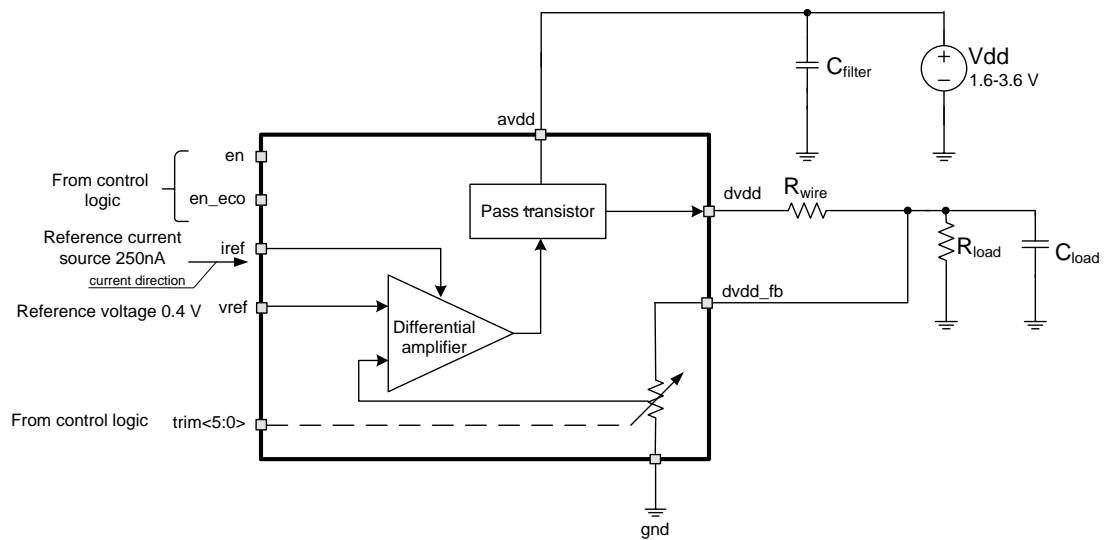 Vdd
1.6-3.6 V
Cfilter
avdd
en
From control
logic
en_eco
Pass transistor
dvdd
Rwire
Reference current
source 250nA
iref
current direction
Rload
Cload
Reference voltage 0.4 V
vref
dvdd_fb
Differential
amplifier
From control logic
trim<5:0>
gnd